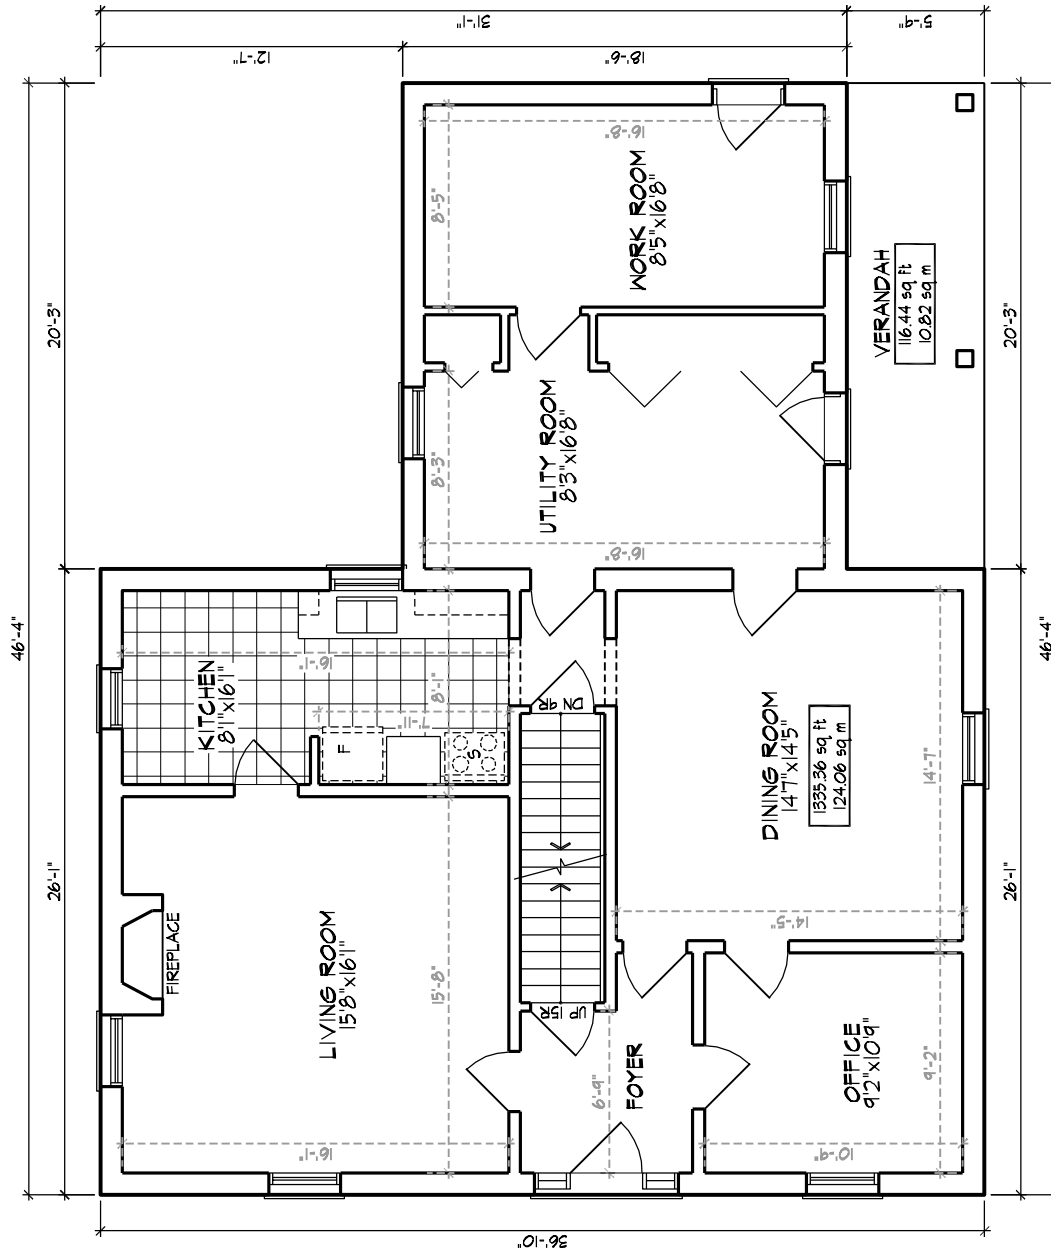 31'-1"
5'-9"
12'-7"
18'-6"
16'-8"
8'-5"
WORK ROOM
8'5"x16'8"
VERANDAH
116.44 sq ft
10.82 sq m
20'-3"
20'-3"
UTILITY ROOM
8'3"x16'8"
8'-3"
16'-8"
46'-4"
46'-4"
KITCHEN
8'1"x16'1"
16'-1"
8'-1"
7'-11"
F
S
DN 9R
DINING ROOM
14'7"x14'5"
1335.36 sq ft
124.06 sq m
14'-7"
14'-5"
26'-1"
26'-1"
FIREPLACE
LIVING ROOM
15'8"x16'1"
15'-8"
16'-1"
UP 15R
FOYER
6'-9"
OFFICE
9'2"x10'9"
9'-2"
10'-9"
36'-10"